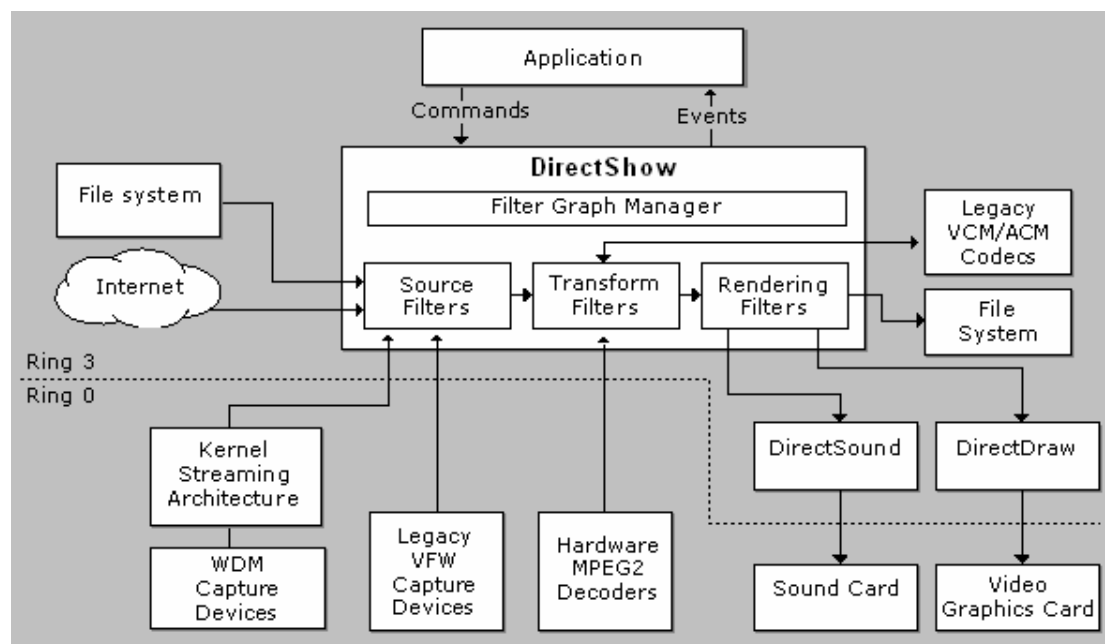 Application
Commands
Events
DirectShow
Filter Graph Manager
File system
Internet
Source
Filters
Transform
Filters
Rendering
Filters
Legacy
VCM/ACM
Codecs
File
System
Ring 3
Ring 0
Kernel
Streaming
Architecture
WDM
Capture
Devices
Legacy
VFW
Capture
Devices
Hardware
MPEG2
Decoders
DirectSound
DirectDraw
Sound Card
Video
Graphics Card